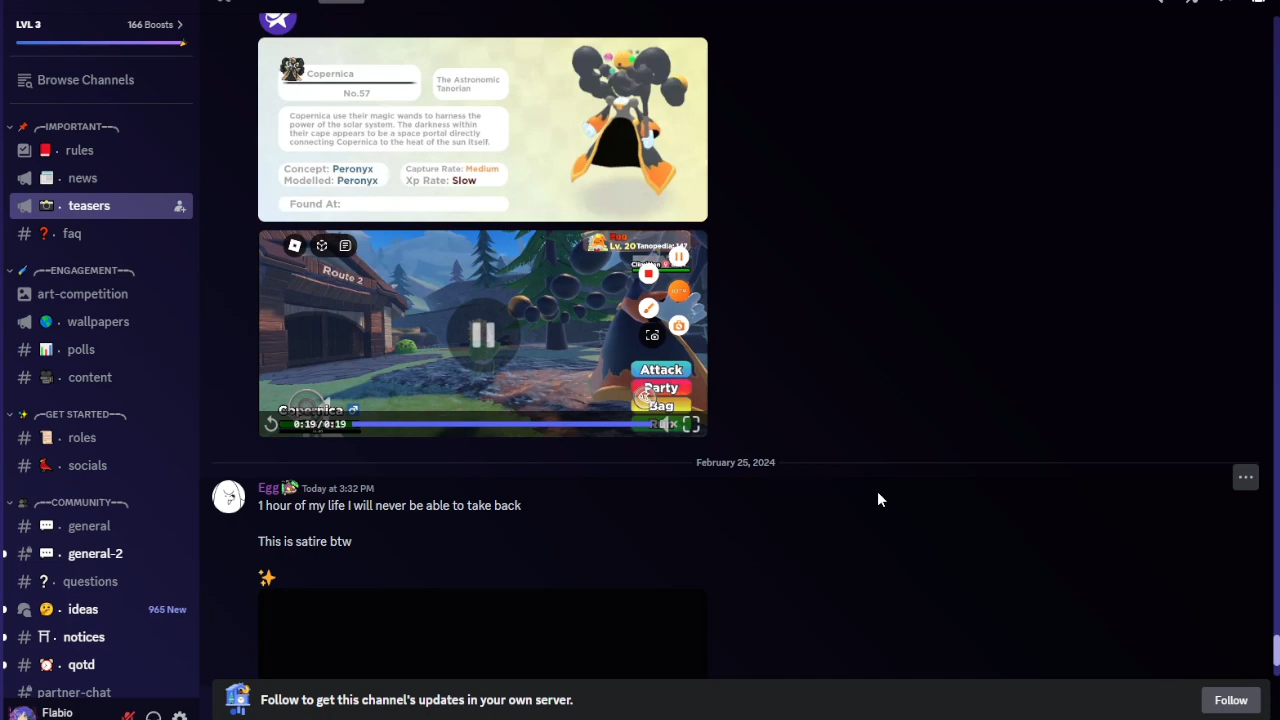 LVL 3
166 Boosts
Browse Channels
IMPORTANT
rules
news
teasers
# faq
ENGAGEMENT
art-competition
wallpapers
# polls
# content
GET STARTED
# roles
# socials
COMMUNITY
# general
# general-2
# questions
ideas
965 New
# notices
# qotd
# partner-chat
Flabio
Copernica
No.57
The Astronomic
Tanorian
Copernica use their magic wands to harness the
power of the solar system. The darkness within
their cape appears to be a space portal directly
connecting Copernica to the heat of the sun itself.
Concept: Peronyx
Modelled: Peronyx
Capture Rate: Medium
Xp Rate: Slow
Found At:
Route 2
Egg
Lv. 20 Tanopedia: 147
Attack
Party
Bag
Copernica
0:19/0:19
February 25, 2024
Egg Today at 3:32 PM
1 hour of my life I will never be able to take back
This is satire btw
Follow to get this channel's updates in your own server.
Follow